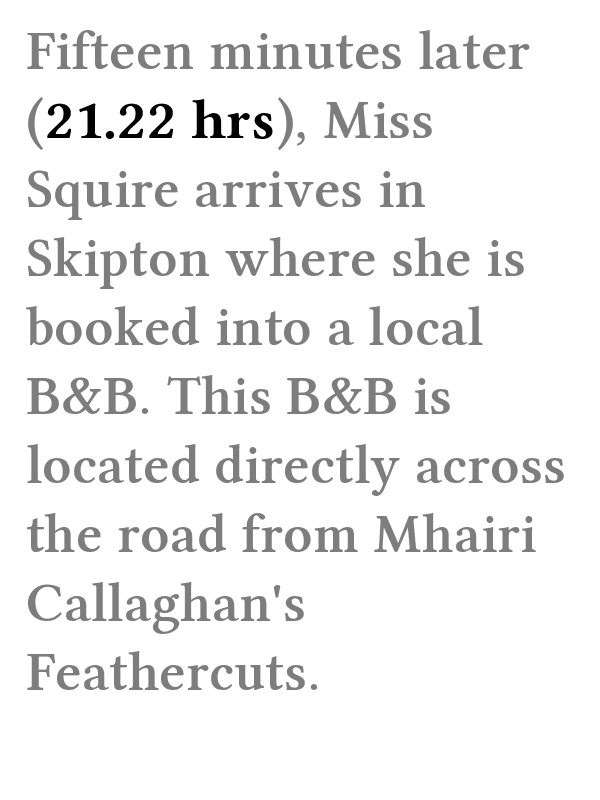 Fifteen minutes later
(21.22 hrs), Miss
Squire arrives in
Skipton where she is
booked into a local
B&B. This B&B is
located directly across
the road from Mhairi
Callaghan's
Feathercuts.